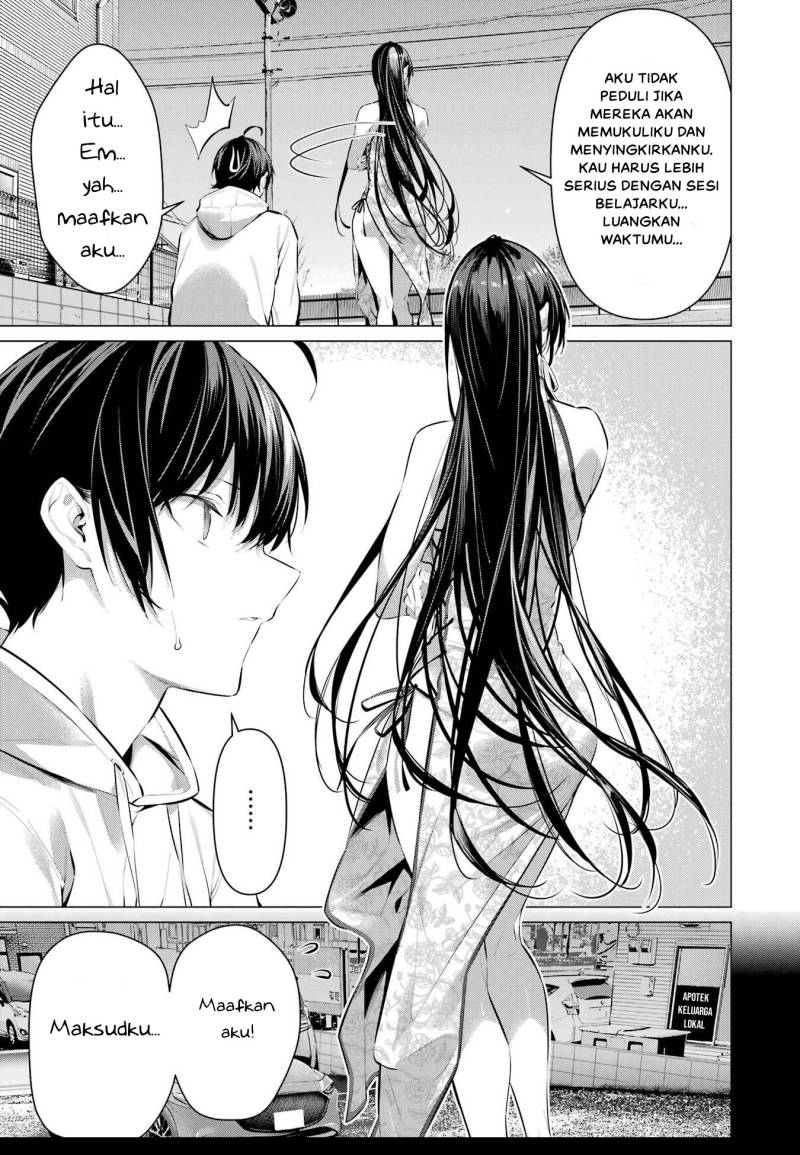 AKU TIDAK
PEDULI JIKA
MEREKA AKAN
MEMUKULIKU DAN
MENYINGKIRKANKU,
KAU HARUS LEBIH
SERIUS DENGAN SESI
BELAJARKU...
LUANGKAN
WAKTUMU...
Hal
itu...
Em...
yah...
maafkan
aku...
......
Maafkan
aku!
Maksudku...
APOTEK
KELUARGA
LOKAL